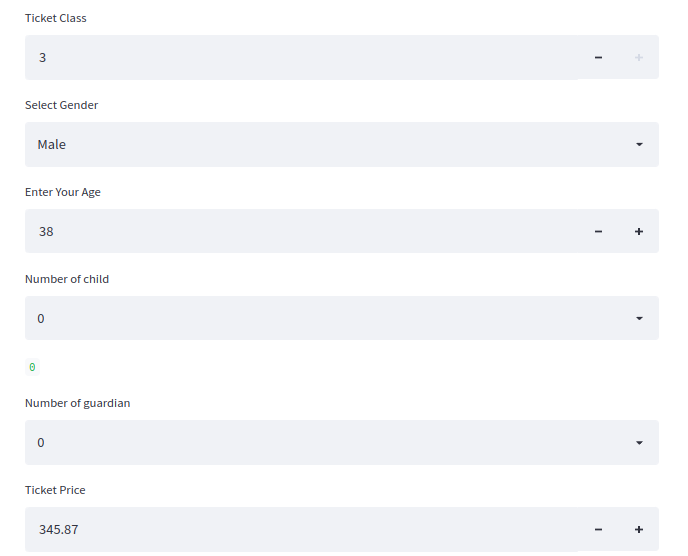 Ticket Class
3
Select Gender
Male
Enter Your Age
38
Number of child
0
0
Number of guardian
0
Ticket Price
345.87